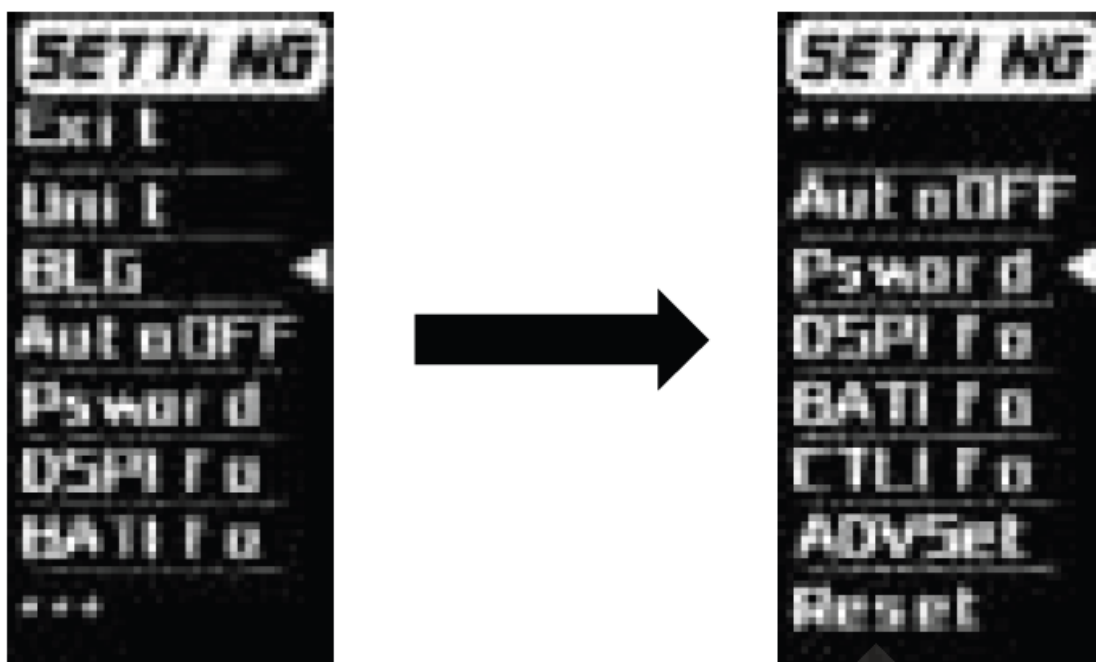 SETTING
Exit
Unit
BLG
AutoOFF
Psword
DSPIfo
BATIfo
...
SETTING
...
AutoOFF
Psword
DSPIfo
BATIfo
CTLIfo
ADVSet
Reset